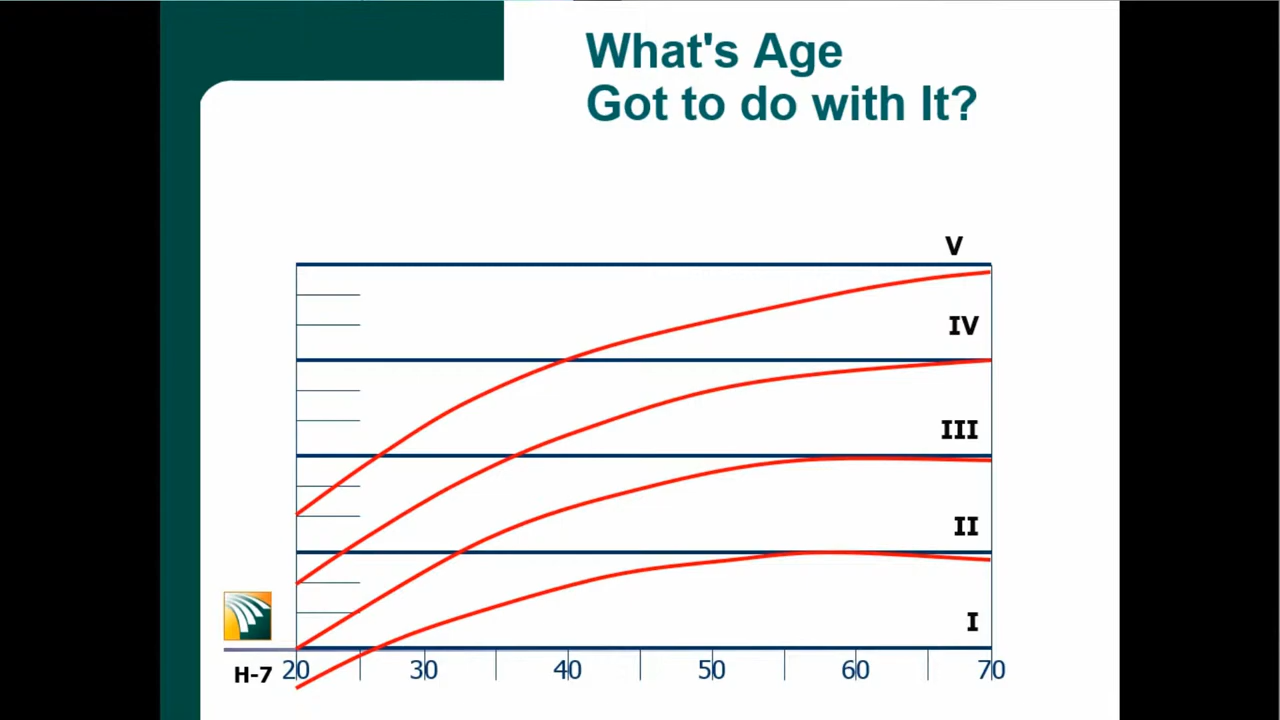 What's Age
Got to do with It?
V
IV
III
II
I
H-7 20 30 40 50 60 70